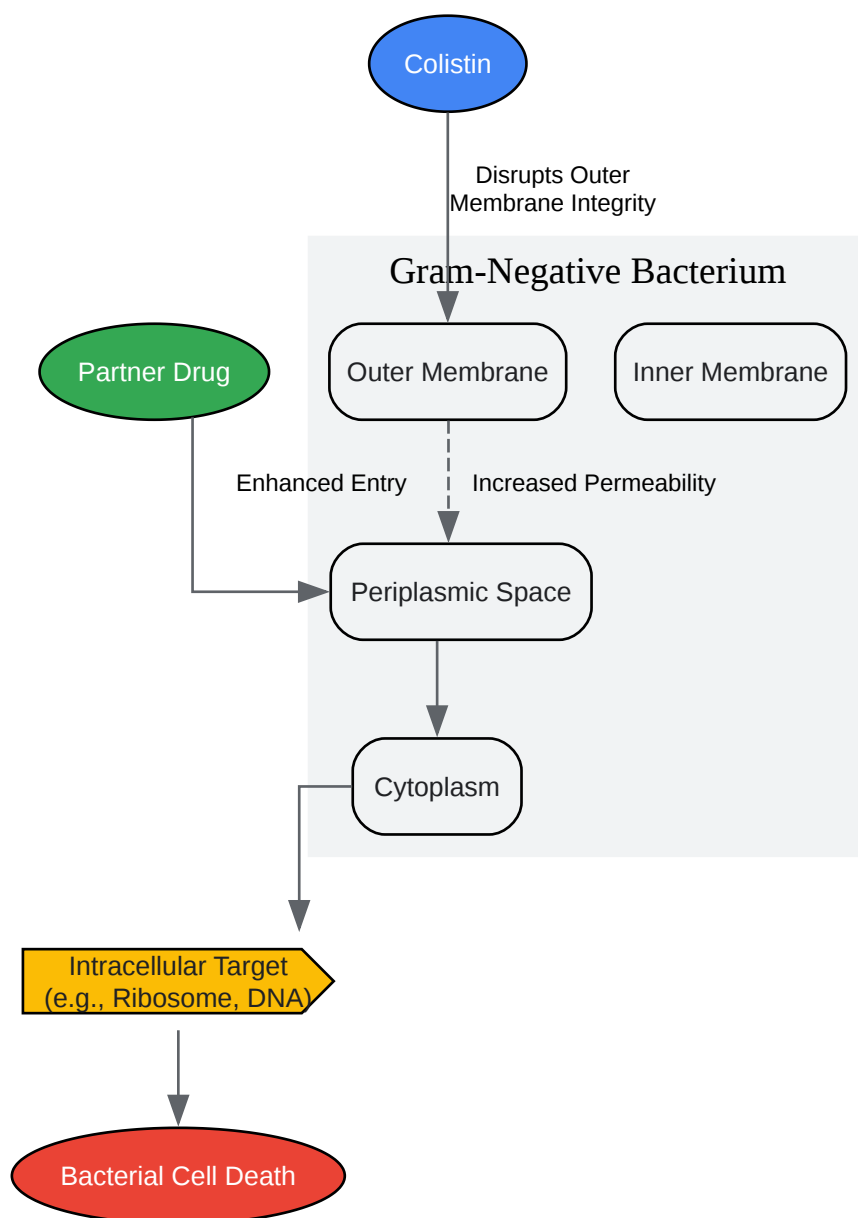 Colistin
Disrupts Outer
Membrane Integrity
Gram-Negative Bacterium
Partner Drug
Outer Membrane
Inner Membrane
Enhanced Entry
Increased Permeability
Periplasmic Space
Cytoplasm
Intracellular Target
(e.g., Ribosome, DNA)
Bacterial Cell Death